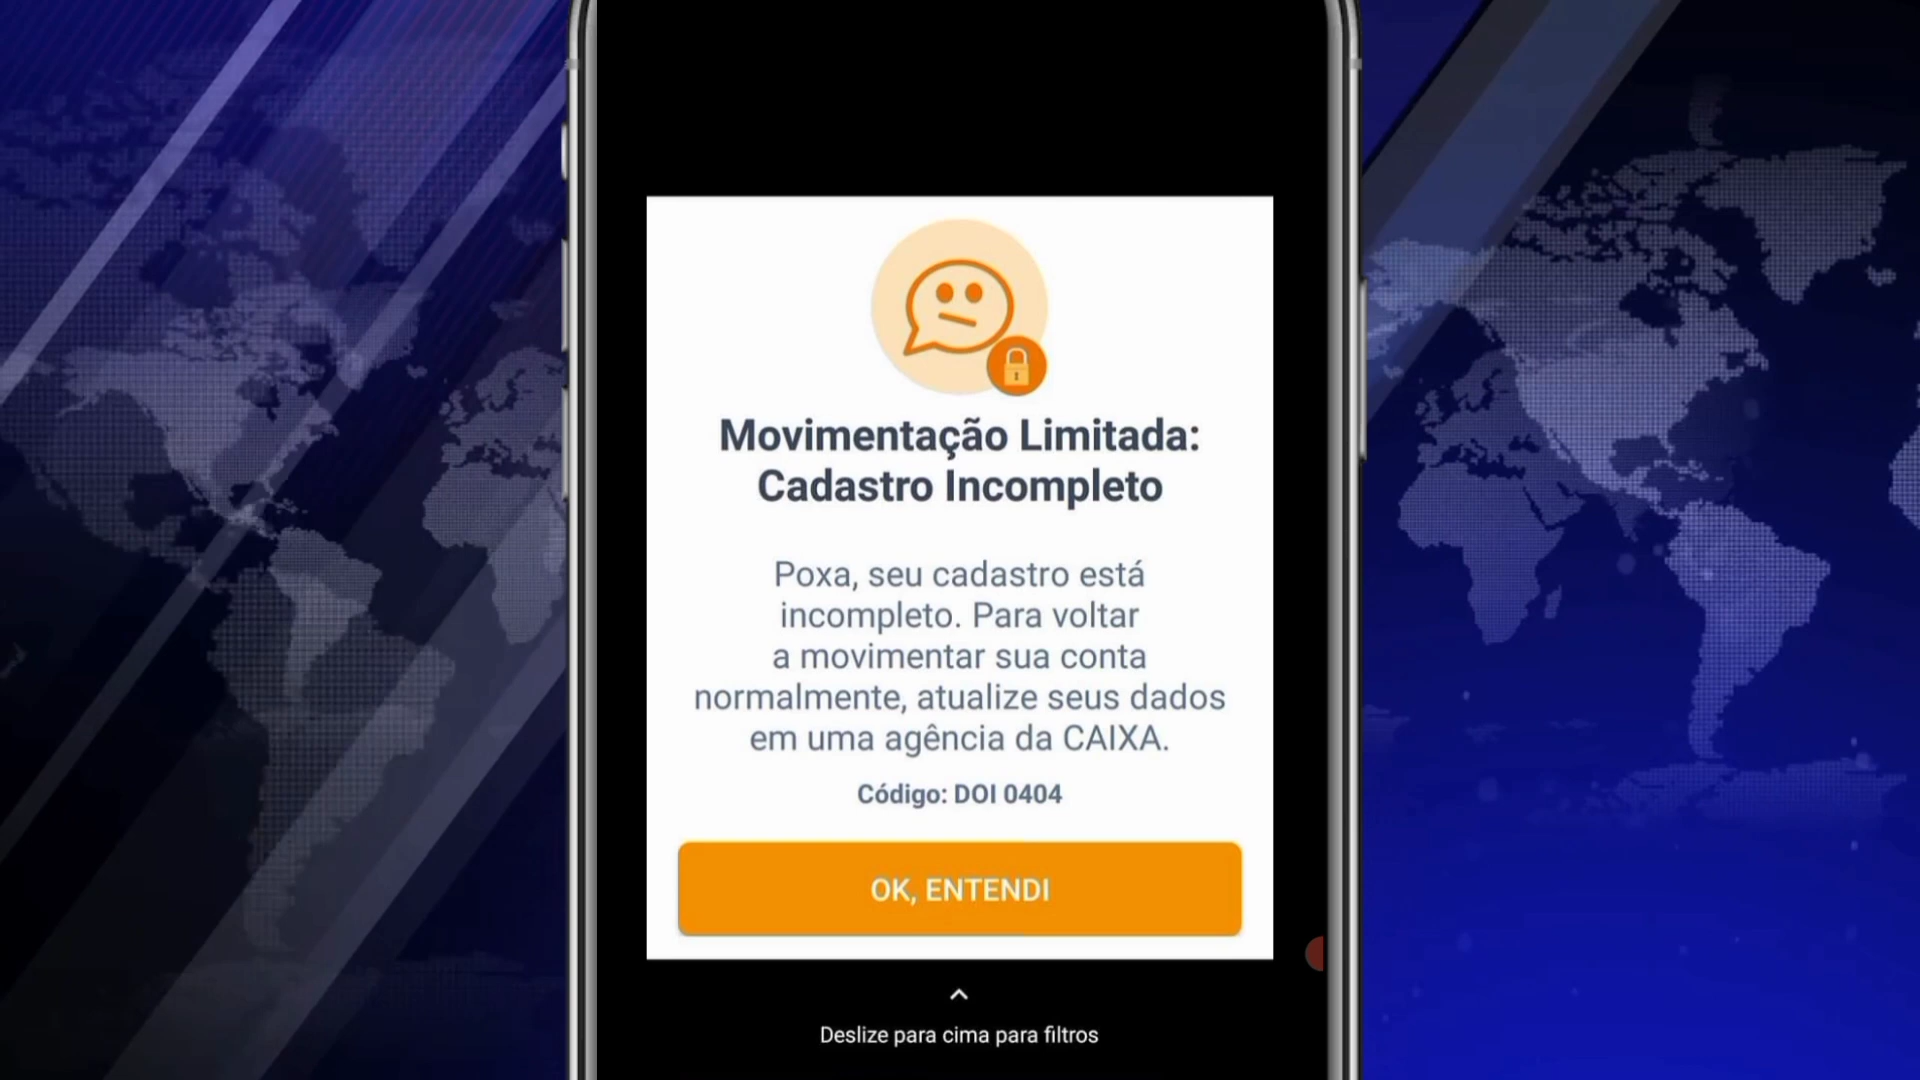 Movimentação Limitada:
Cadastro Incompleto
Poxa, seu cadastro está
incompleto. Para voltar
a movimentar sua conta
normalmente, atualize seus dados
em uma agência da CAIXA.
Código: DOI 0404
OK, ENTENDI
Deslize para cima para filtros